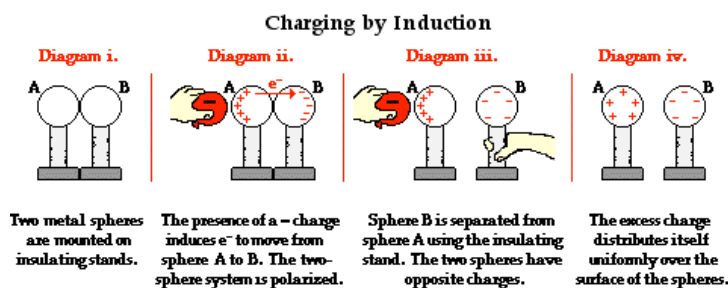 Charging by Induction
Diagram i.
Diagram ii.
Diagram iii.
Diagram iv.
A B
A e⁻ B
A B
A B
Two metal spheres
are mounted on
insulating stands.
The presence of a – charge
induces e⁻ to move from
sphere A to B. The two-
sphere system is polarized.
Sphere B is separated from
sphere A using the insulating
stand. The two spheres have
opposite charges.
The excess charge
distributes itself
uniformly over the
surface of the spheres.